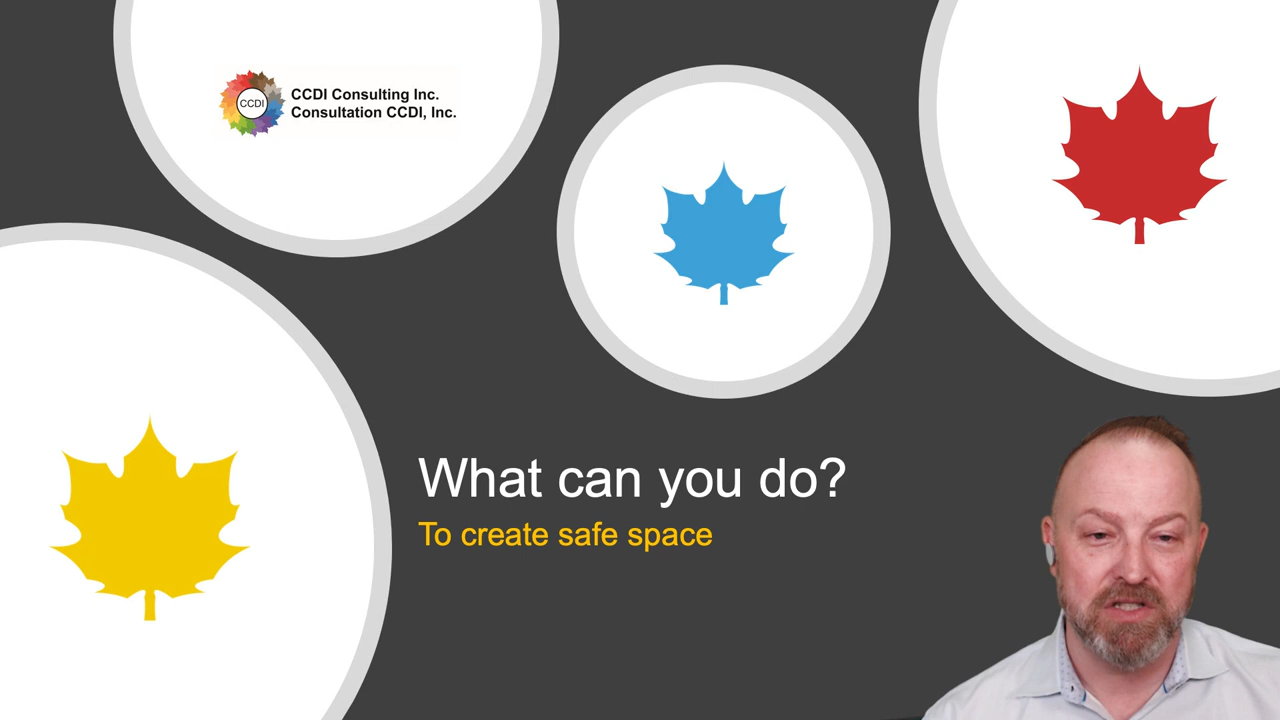 CCDI
CCDI Consulting Inc.
Consultation CCDI, Inc.
What can you do?
To create safe space